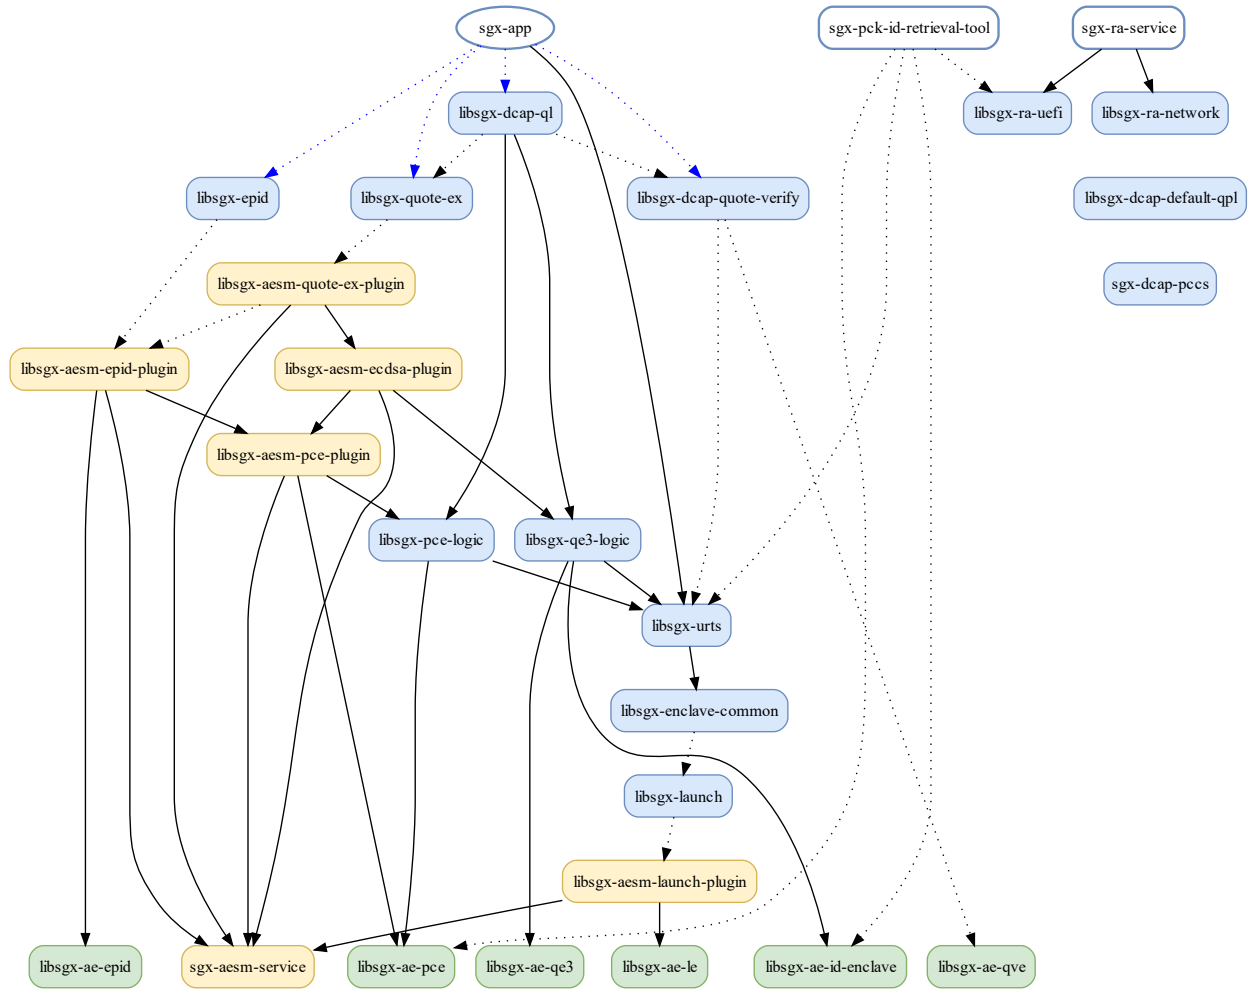 sgx-app
sgx-pck-id-retrieval-tool
sgx-ra-service
libsgx-dcap-ql
libsgx-ra-uefi
libsgx-ra-network
libsgx-epid
libsgx-quote-ex
libsgx-dcap-quote-verify
libsgx-dcap-default-qpl
libsgx-aesm-quote-ex-plugin
sgx-dcap-pccs
libsgx-aesm-epid-plugin
libsgx-aesm-ecdsa-plugin
libsgx-aesm-pce-plugin
libsgx-pce-logic
libsgx-qe3-logic
libsgx-urts
libsgx-enclave-common
libsgx-launch
libsgx-aesm-launch-plugin
libsgx-ae-epid
sgx-aesm-service
libsgx-ae-pce
libsgx-ae-qe3
libsgx-ae-le
libsgx-ae-id-enclave
libsgx-ae-qve